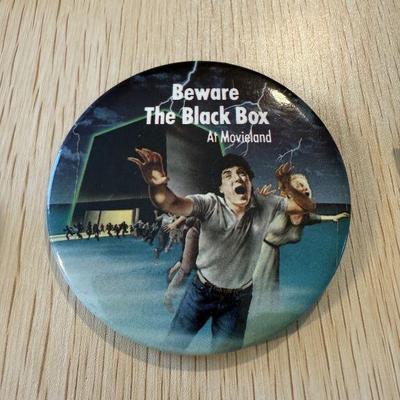 Beware
The Black Box
At Movieland